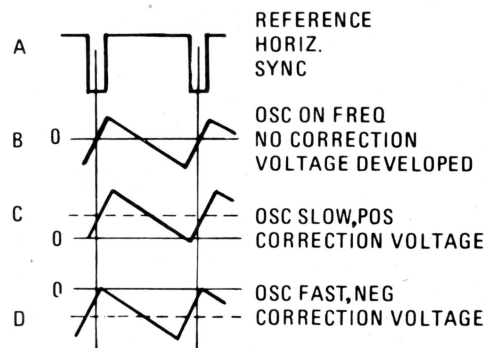 A
REFERENCE
HORIZ.
SYNC
B
0
OSC ON FREQ
NO CORRECTION
VOLTAGE DEVELOPED
C
0
OSC SLOW,POS
CORRECTION VOLTAGE
0
D
OSC FAST,NEG
CORRECTION VOLTAGE